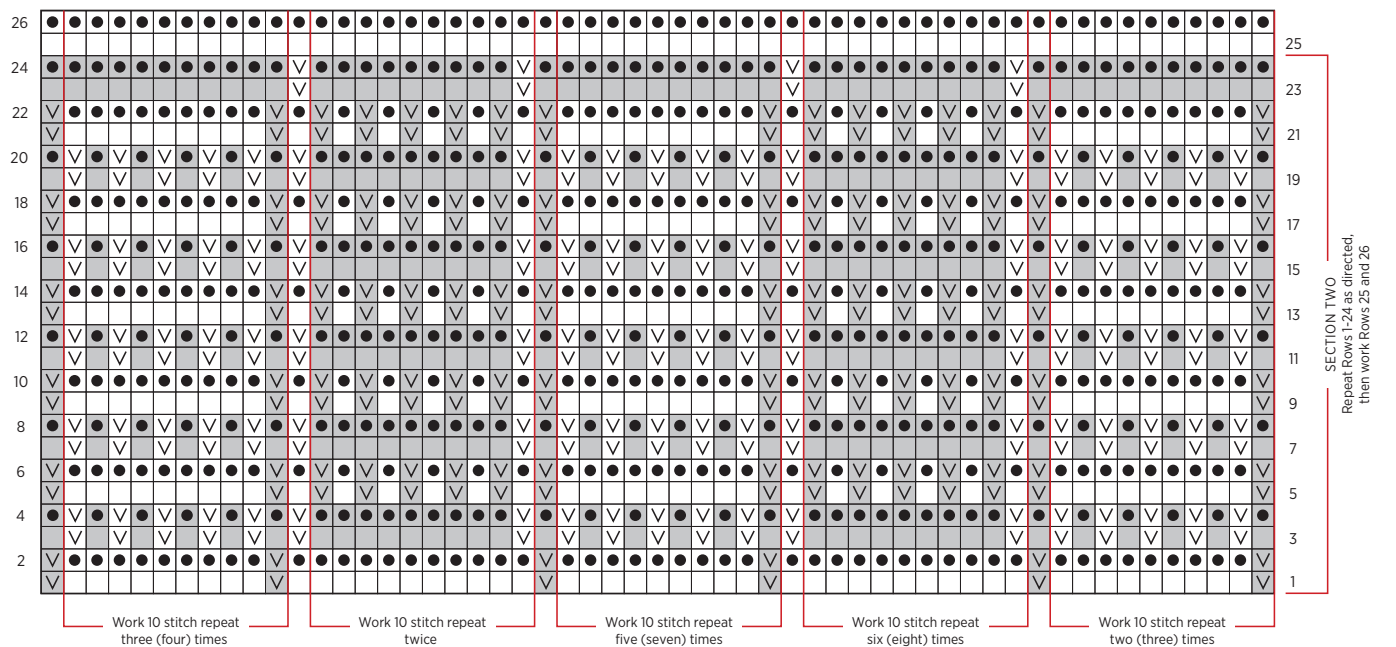 26
25
24
23
22
21
20
19
18
17
16
15
14
13
12
11
10
9
8
7
6
5
4
3
2
1
SECTION TWO
Repeat Rows 1-24 as directed,
then work Rows 25 and 26
Work 10 stitch repeat
three (four) times
Work 10 stitch repeat
twice
Work 10 stitch repeat
five (seven) times
Work 10 stitch repeat
six (eight) times
Work 10 stitch repeat
two (three) times